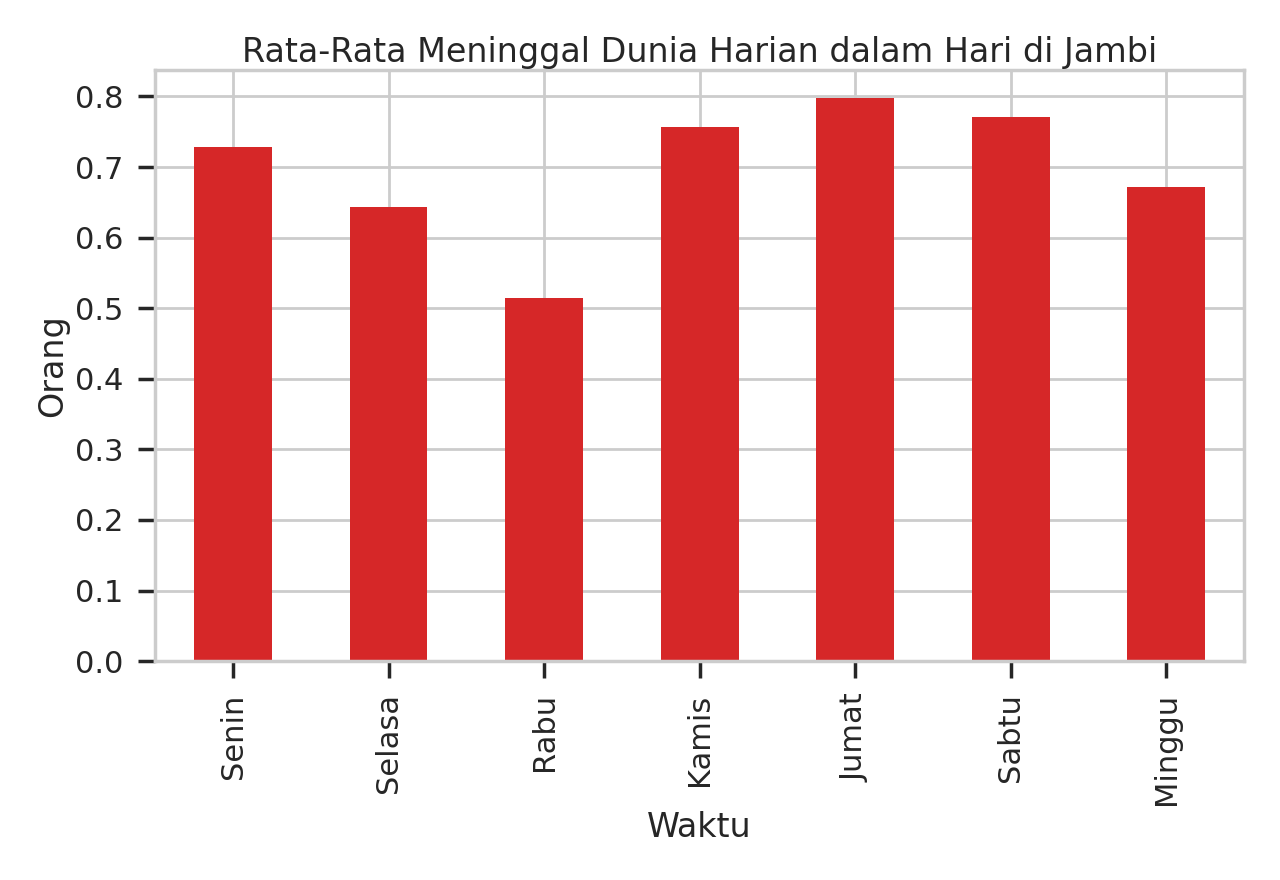 Rata-Rata Meninggal Dunia Harian dalam Hari di Jambi
Orang
0.8
0.7
0.6
0.5
0.4
0.3
0.2
0.1
0.0
Senin
Selasa
Rabu
Kamis
Jumat
Sabtu
Minggu
Waktu